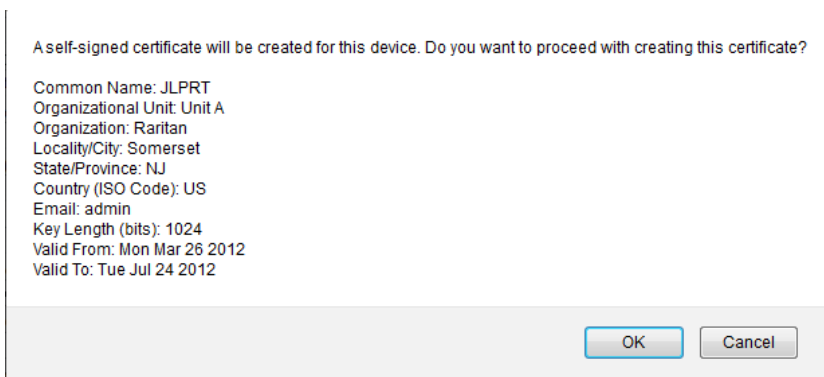 A self-signed certificate will be created for this device. Do you want to proceed with creating this certificate?
Common Name: JLPRT
Organizational Unit: Unit A
Organization: Raritan
Locality/City: Somerset
State/Province: NJ
Country (ISO Code): US
Email: admin
Key Length (bits): 1024
Valid From: Mon Mar 26 2012
Valid To: Tue Jul 24 2012
OK Cancel